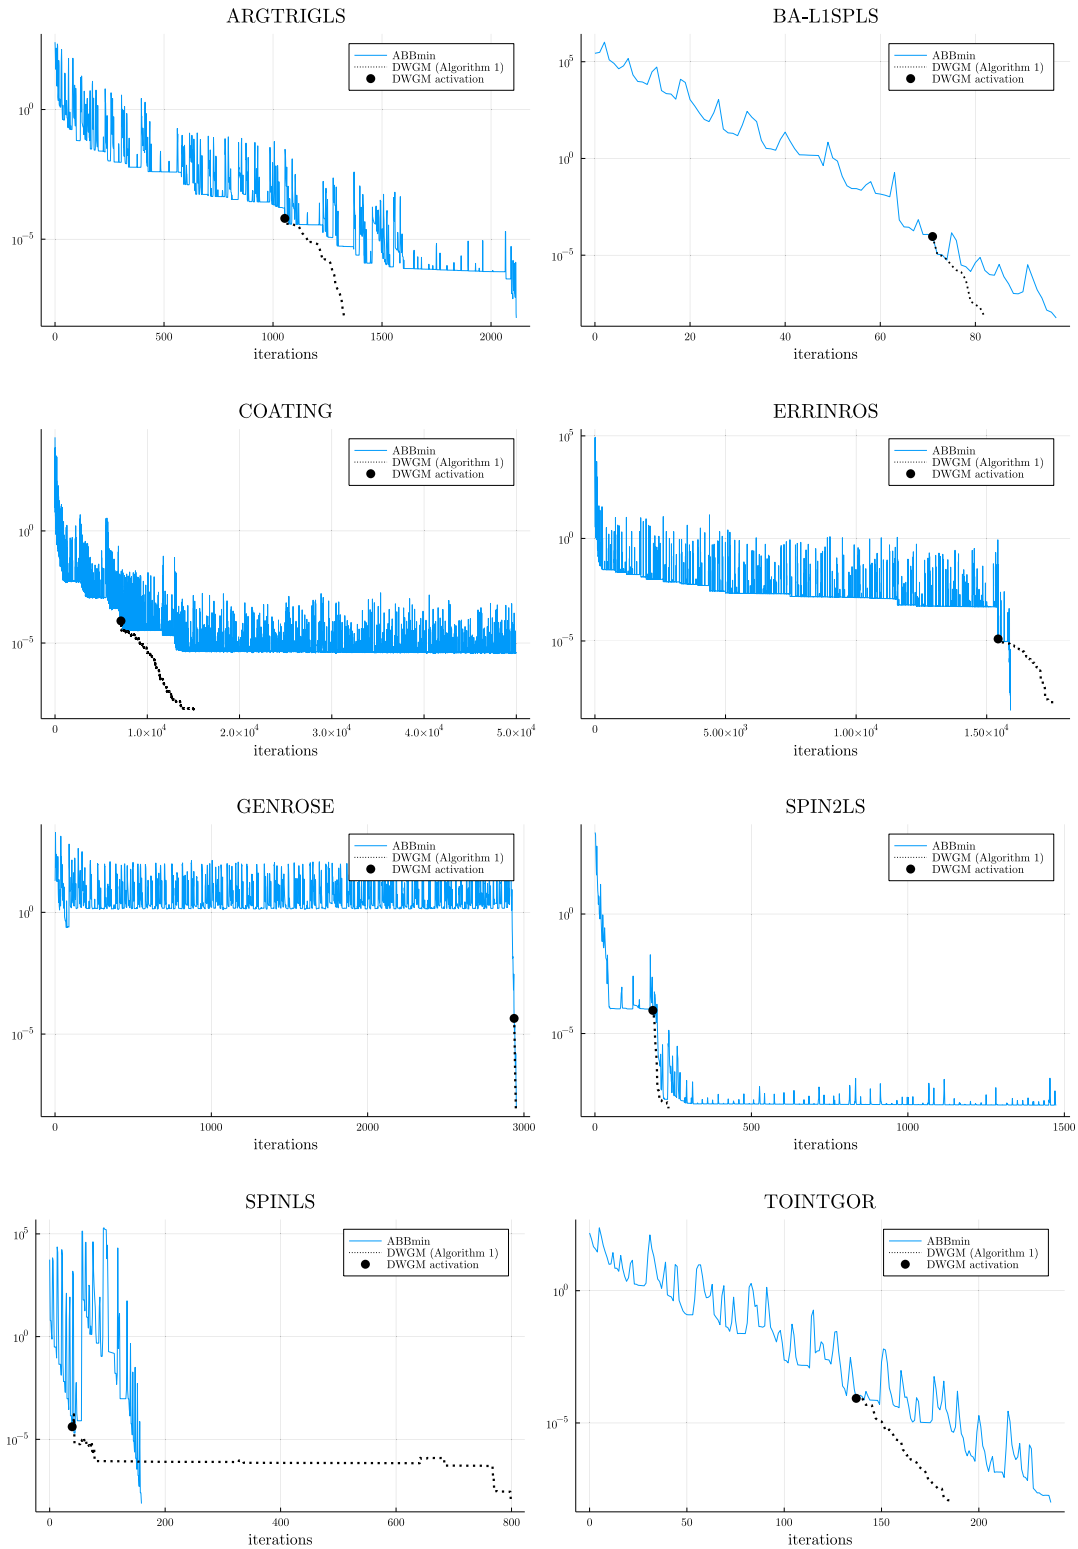 ARGTRIGLS
ABBmin
DWGM (Algorithm 1)
DWGM activation
10^0
10^-5
0 500 1000 1500 2000
iterations
BA-L1SPLS
ABBmin
DWGM (Algorithm 1)
DWGM activation
10^5
10^0
10^-5
0 20 40 60 80
iterations
COATING
ABBmin
DWGM (Algorithm 1)
DWGM activation
10^0
10^-5
0 1.0×10^4 2.0×10^4 3.0×10^4 4.0×10^4 5.0×10^4
iterations
ERRINROS
ABBmin
DWGM (Algorithm 1)
DWGM activation
10^5
10^0
10^-5
0 5.00×10^3 1.00×10^4 1.50×10^4
iterations
GENROSE
ABBmin
DWGM (Algorithm 1)
DWGM activation
10^0
10^-5
0 1000 2000 3000
iterations
SPIN2LS
ABBmin
DWGM (Algorithm 1)
DWGM activation
10^0
10^-5
0 500 1000 1500
iterations
SPINLS
ABBmin
DWGM (Algorithm 1)
DWGM activation
10^5
10^0
10^-5
0 200 400 600 800
iterations
TOINTGOR
ABBmin
DWGM (Algorithm 1)
DWGM activation
10^0
10^-5
0 50 100 150 200
iterations